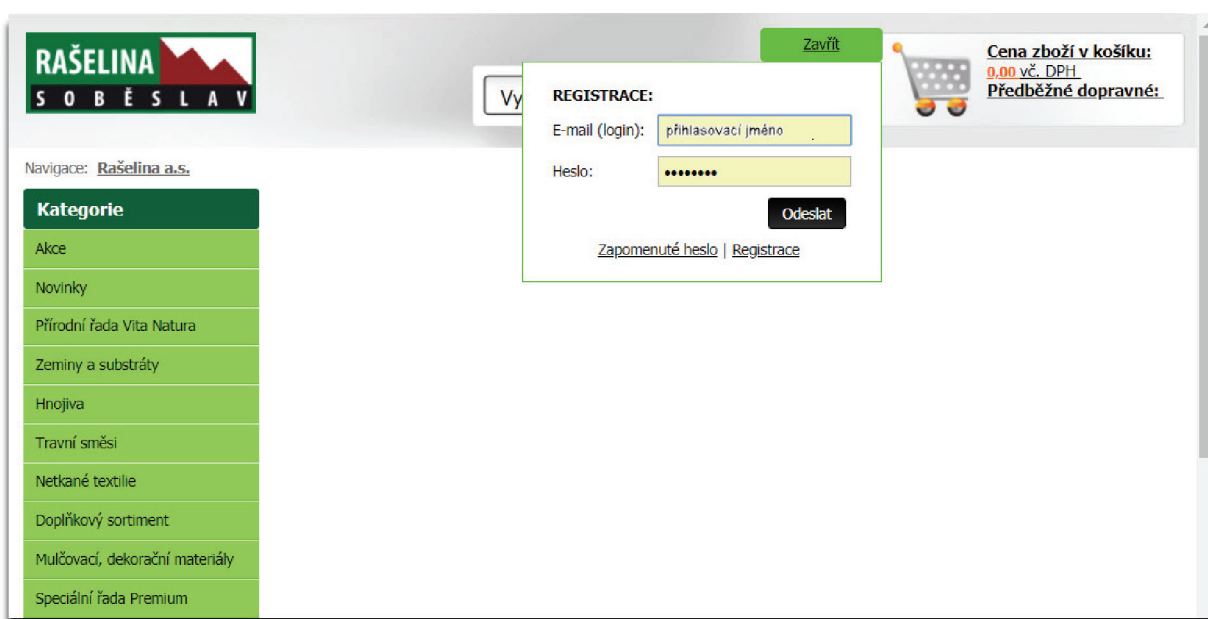 RAŠELINA
SOBĚSLAV
Zavřít
Cena zboží v košíku:
0,00 vč. DPH
Předběžné dopravné:
Vy
REGISTRACE:
E-mail (login): přihlasovací jméno
Heslo: ••••••••
Odeslat
Zapomenuté heslo | Registrace
Navigace: Rašelina a.s.
Kategorie
Akce
Novinky
Přírodní řada Vita Natura
Zeminy a substráty
Hnojiva
Travní směsi
Netkané textilie
Doplňkový sortiment
Mulčovací, dekorační materiály
Speciální řada Premium